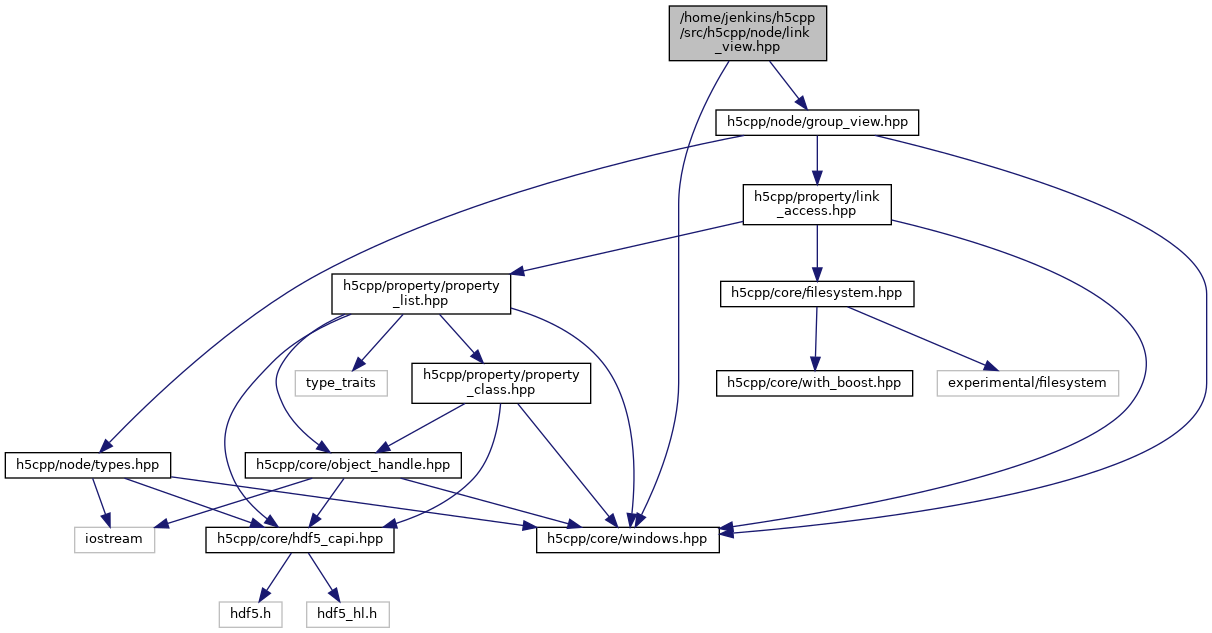 /home/jenkins/h5cpp
/src/h5cpp/node/link
_view.hpp
h5cpp/node/group_view.hpp
h5cpp/property/link
_access.hpp
h5cpp/property/property
_list.hpp
h5cpp/core/filesystem.hpp
type_traits
h5cpp/property/property
_class.hpp
h5cpp/core/with_boost.hpp
experimental/filesystem
h5cpp/node/types.hpp
h5cpp/core/object_handle.hpp
iostream
h5cpp/core/hdf5_capi.hpp
h5cpp/core/windows.hpp
hdf5.h
hdf5_hl.h